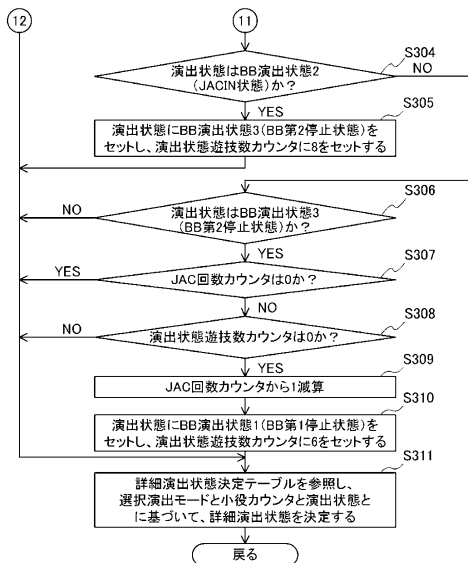 12
11
S304
演出状態はBB演出状態2
(JACIN状態)か?
NO
YES
S305
演出状態にBB演出状態3(BB第2停止状態)を
セットし、演出状態遊技数カウンタに8をセットする
S306
演出状態はBB演出状態3
(BB第2停止状態)か?
NO
YES
S307
JAC回数カウンタは0か?
YES
NO
S308
演出状態遊技数カウンタは0か?
NO
YES
S309
JAC回数カウンタから1減算
S310
演出状態にBB演出状態1(BB第1停止状態)を
セットし、演出状態遊技数カウンタに6をセットする
S311
詳細演出状態決定テーブルを参照し、
選択演出モードと小役カウンタと演出状態と
に基づいて、詳細演出状態を決定する
戻る